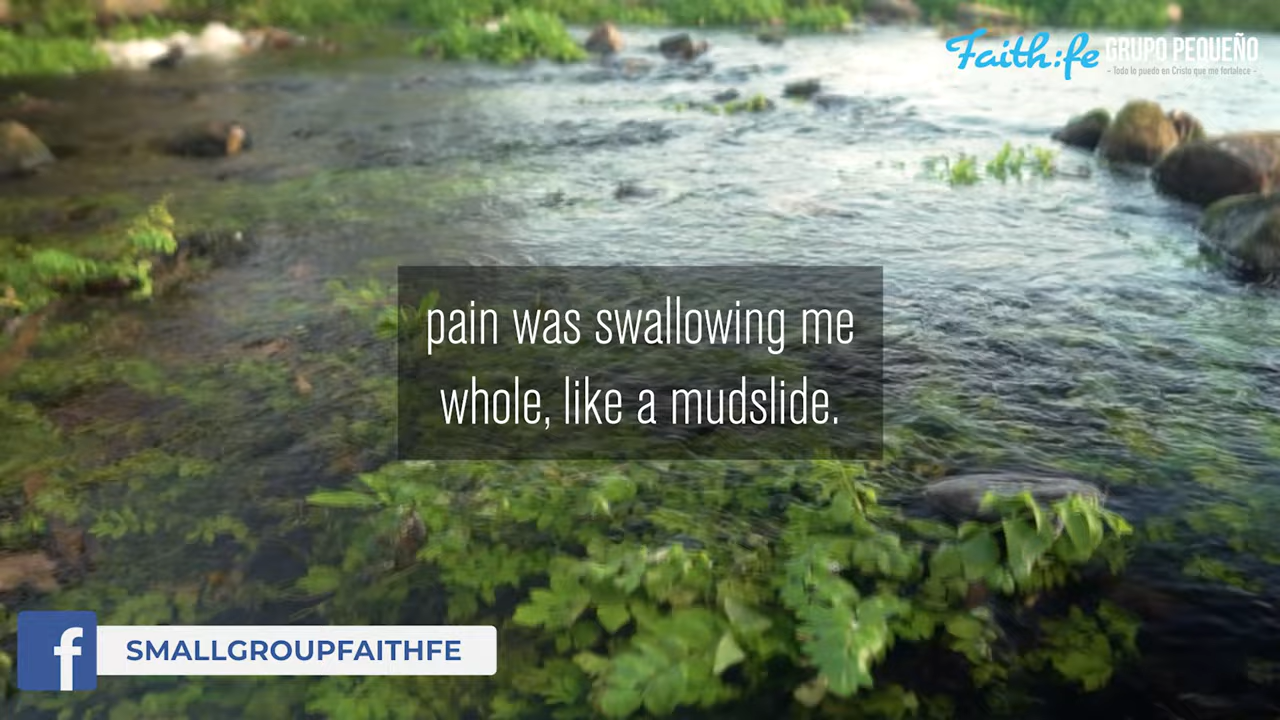 Faith:fe GRUPO PEQUEÑO
- Todo lo puedo en Cristo que me fortalece -
pain was swallowing me
whole, like a mudslide.
f SMALLGROUPFAITHFE